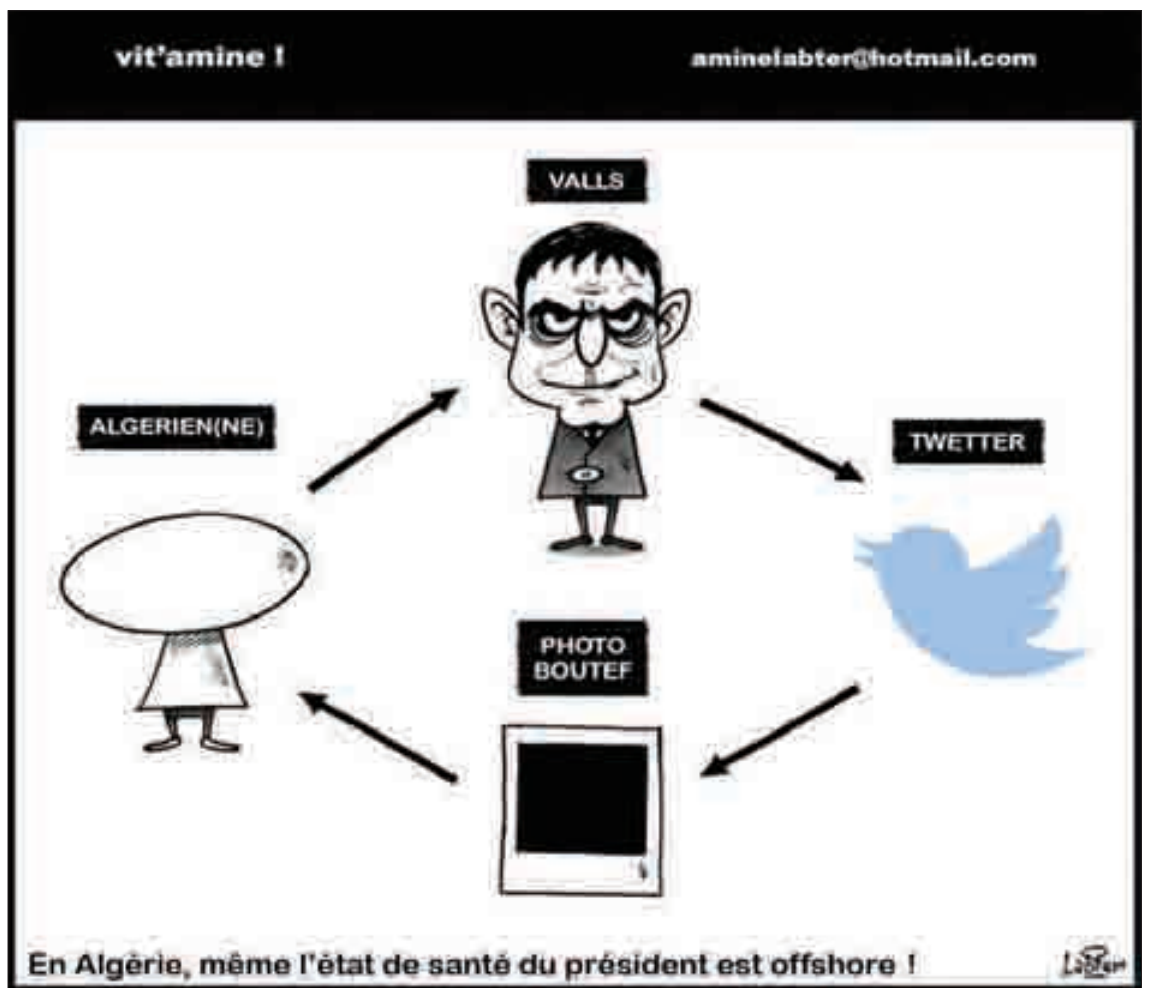 vit'amine !
aminelabter@hotmail.com
VALLS
ALGERIEN(NE)
TWETTER
PHOTO
BOUTEF
En Algérie, même l'état de santé du président est offshore !